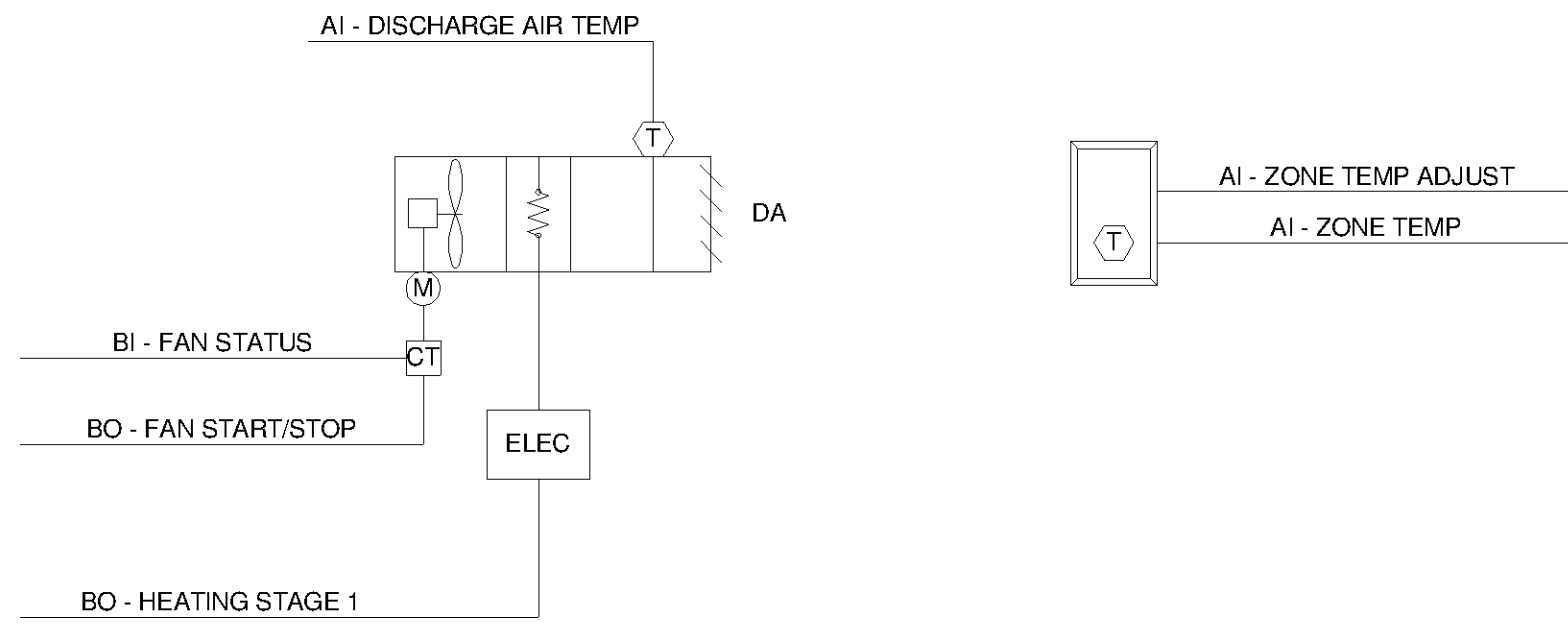 AI - DISCHARGE AIR TEMP
T
DA
M
BI - FAN STATUS
CT
BO - FAN START/STOP
ELEC
BO - HEATING STAGE 1
AI - ZONE TEMP ADJUST
AI - ZONE TEMP
T